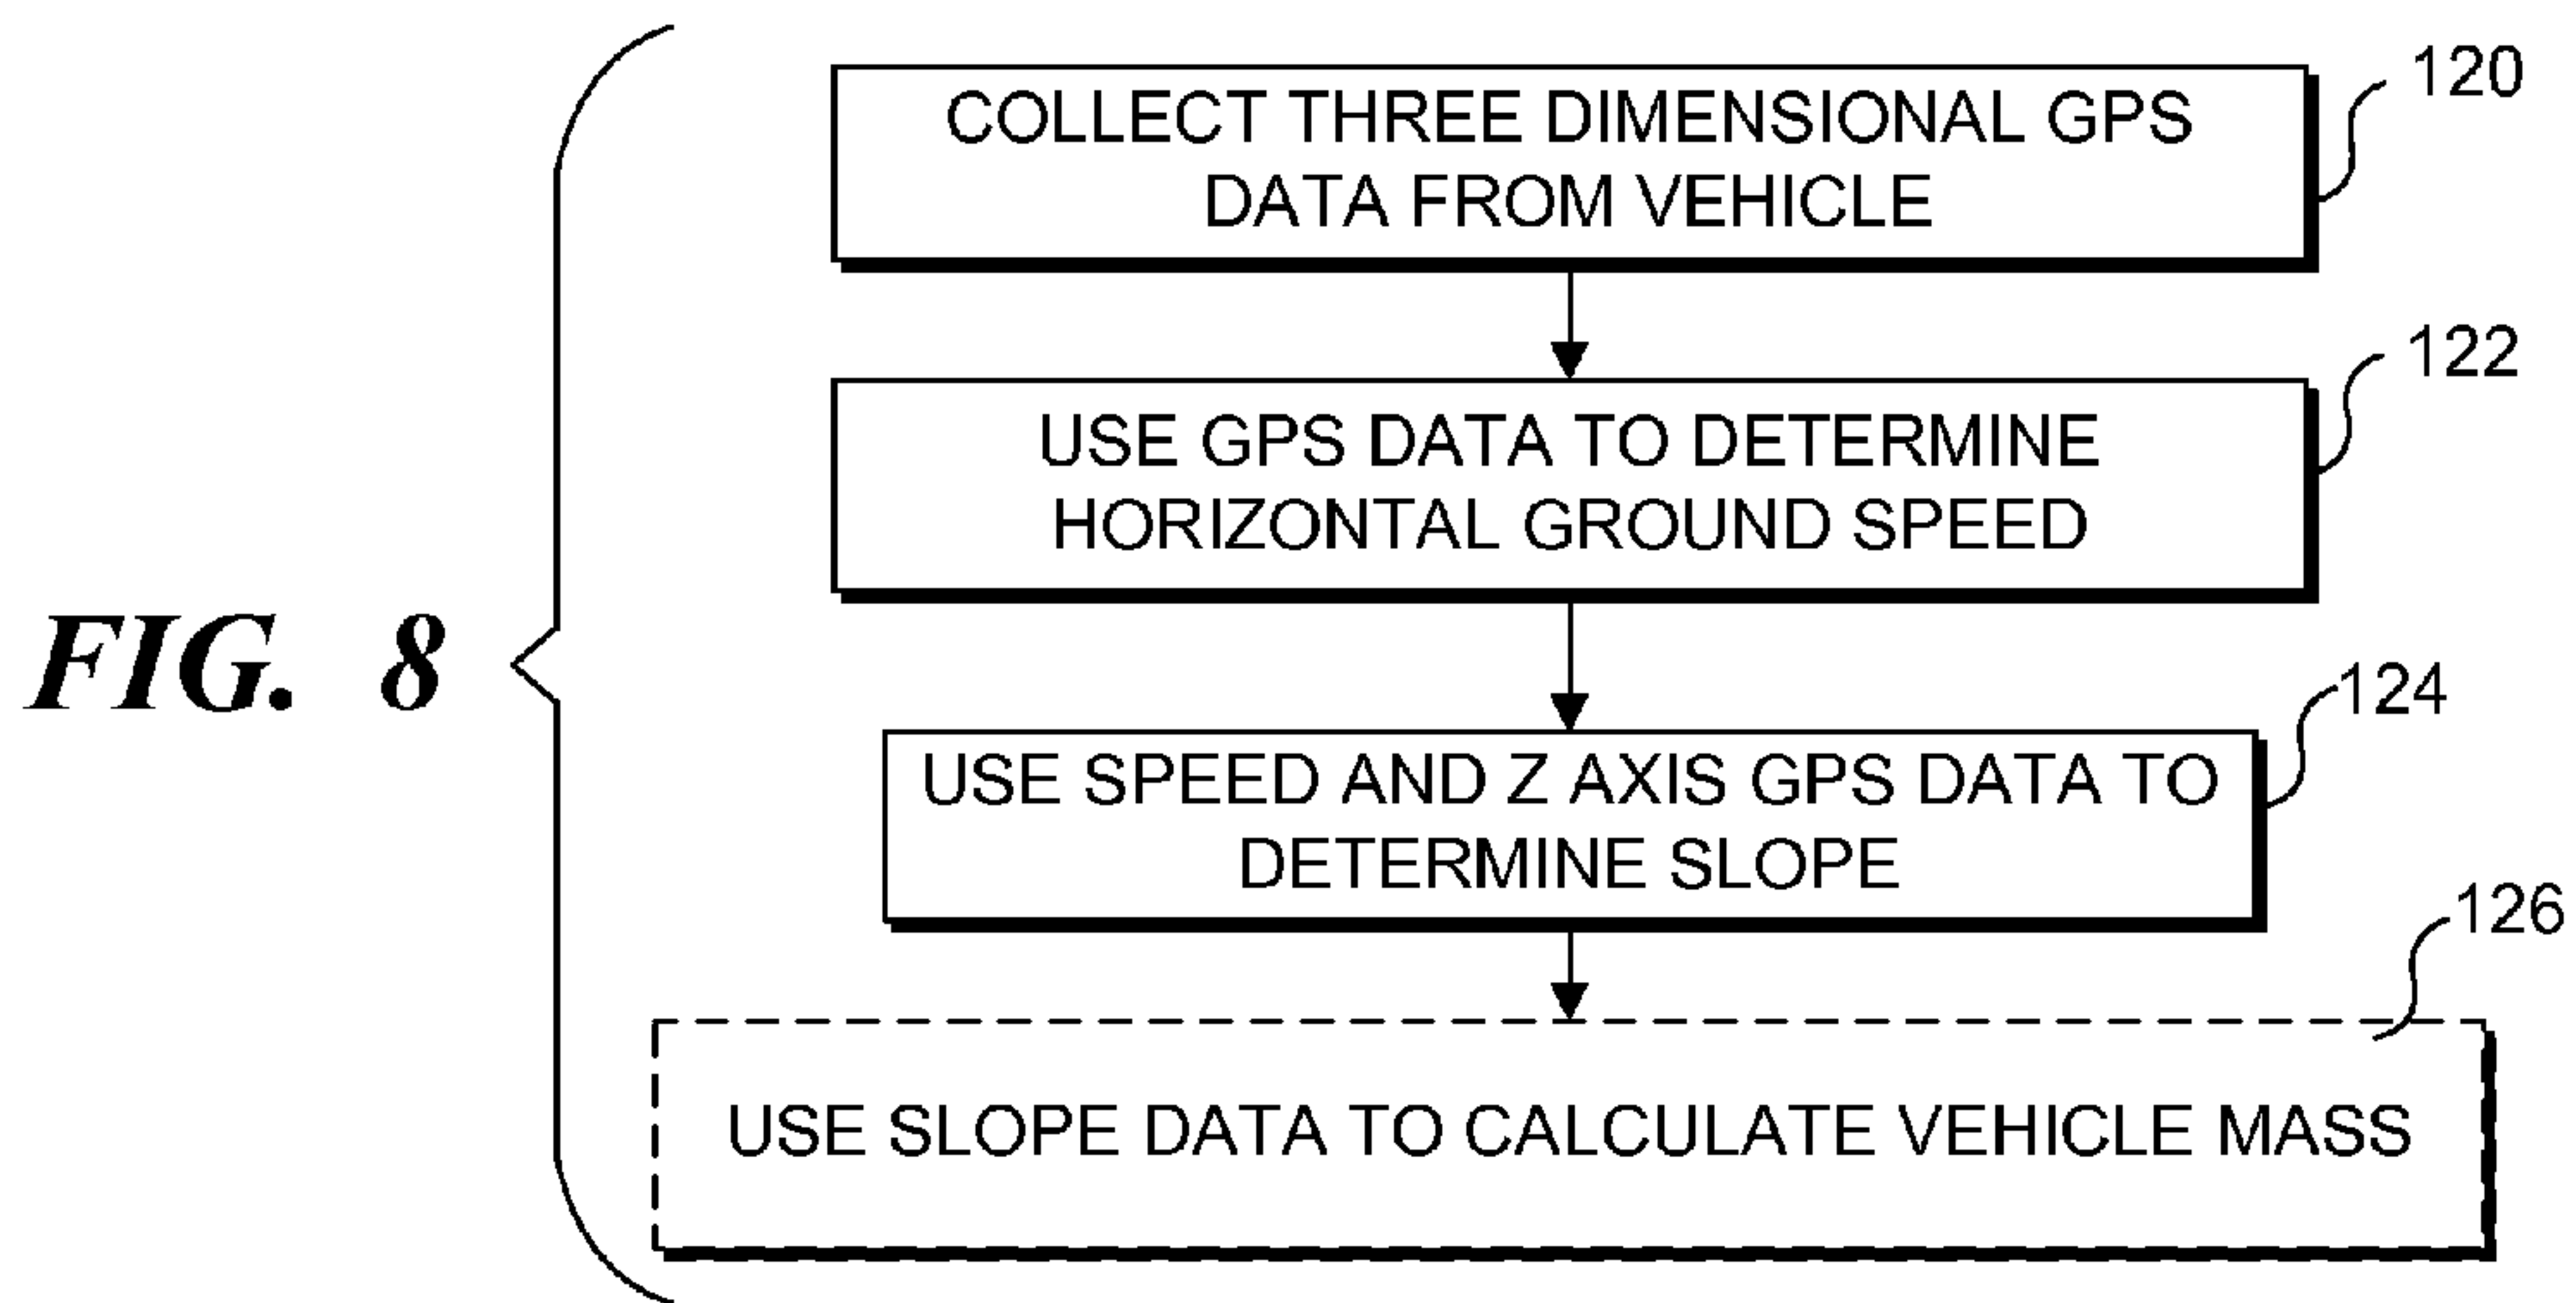 COLLECT THREE DIMENSIONAL GPS
DATA FROM VEHICLE
120
USE GPS DATA TO DETERMINE
HORIZONTAL GROUND SPEED
122
FIG. 8
USE SPEED AND Z AXIS GPS DATA TO
DETERMINE SLOPE
124
USE SLOPE DATA TO CALCULATE VEHICLE MASS
126